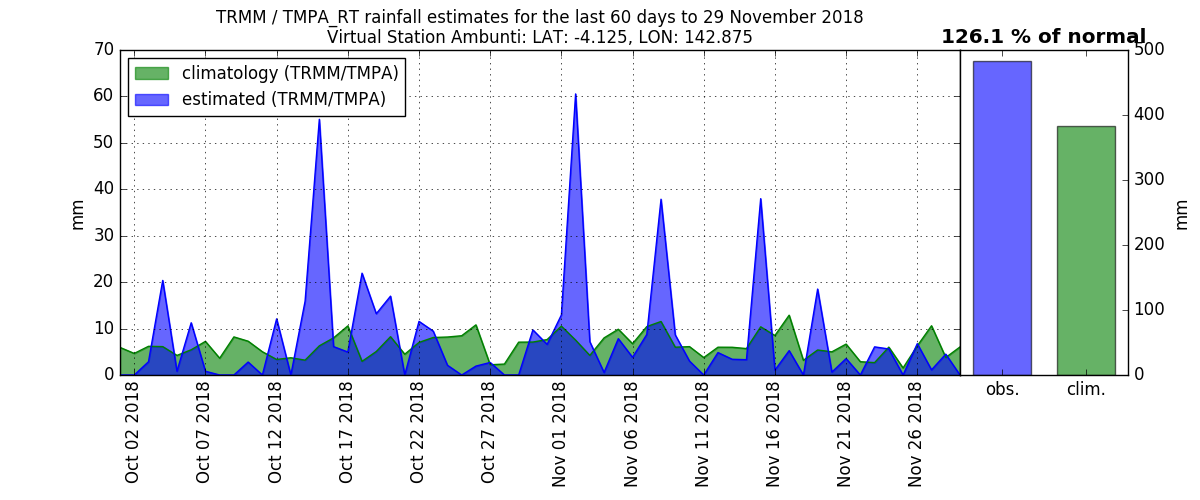 TRMM / TMPA_RT rainfall estimates for the last 60 days to 29 November 2018
Virtual Station Ambunti: LAT: -4.125, LON: 142.875
126.1 % of normal
climatology (TRMM/TMPA)
estimated (TRMM/TMPA)
70
60
50
40
30
20
10
0
mm
Oct 02 2018
Oct 07 2018
Oct 12 2018
Oct 17 2018
Oct 22 2018
Oct 27 2018
Nov 01 2018
Nov 06 2018
Nov 11 2018
Nov 16 2018
Nov 21 2018
Nov 26 2018
500
400
300
200
100
0
mm
obs.
clim.